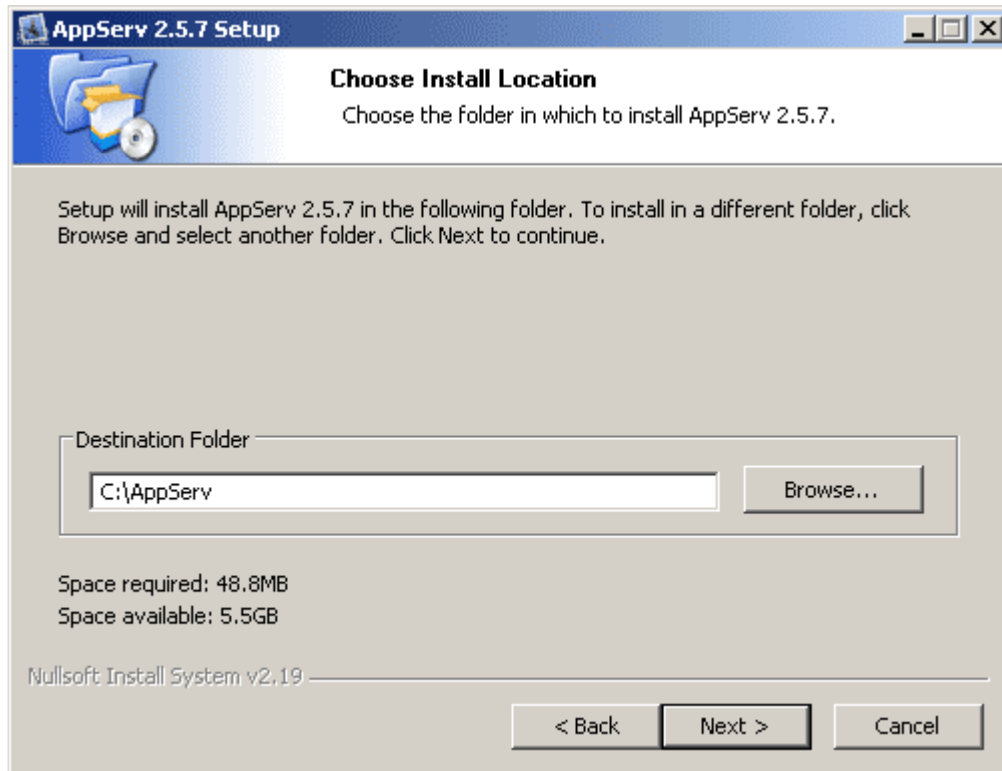 AppServ 2.5.7 Setup
Choose Install Location
Choose the folder in which to install AppServ 2.5.7.
Setup will install AppServ 2.5.7 in the following folder. To install in a different folder, click
Browse and select another folder. Click Next to continue.
Destination Folder
C:\AppServ
Browse...
Space required: 48.8MB
Space available: 5.5GB
Nullsoft Install System v2.19
< Back
Next >
Cancel